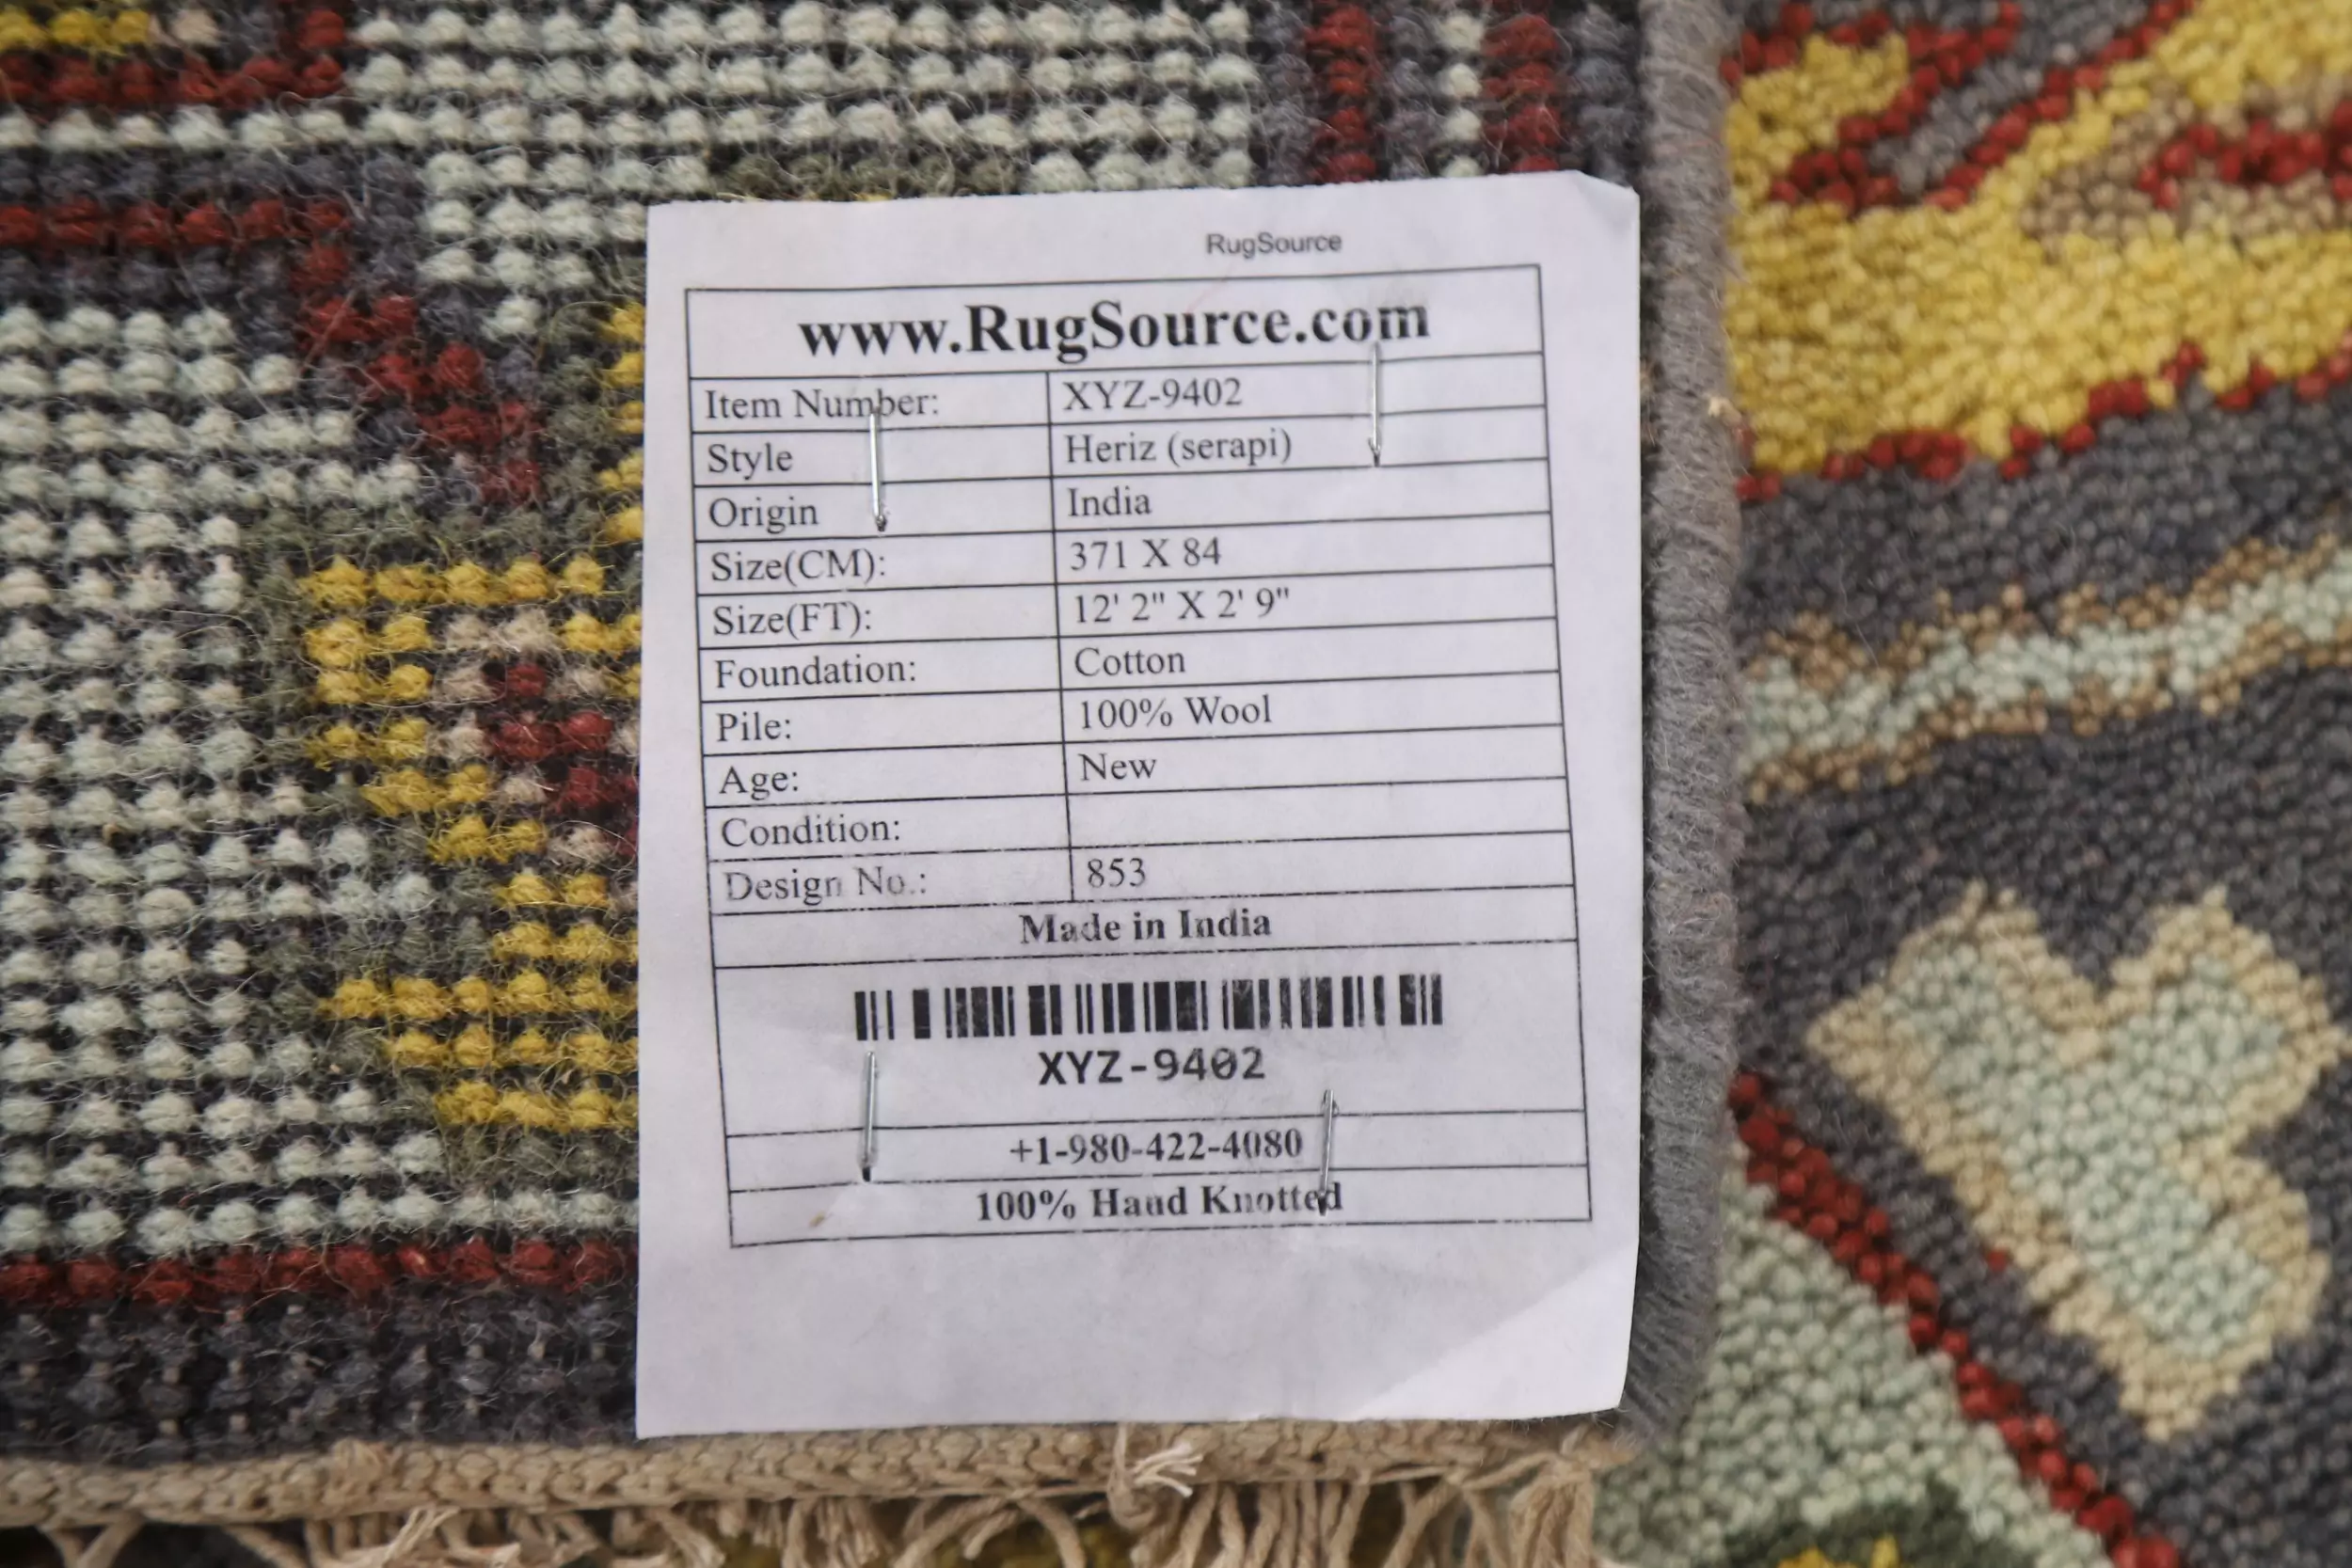 RugSource
www.RugSource.com
Item Number: XYZ-9402
Style Heriz (serapi)
Origin India
Size(CM): 371 X 84
Size(FT): 12' 2" X 2' 9"
Foundation: Cotton
Pile: 100% Wool
Age: New
Condition:
Design No.: 853
Made in India
XYZ-9402
+1-980-422-4080
100% Hand Knotted